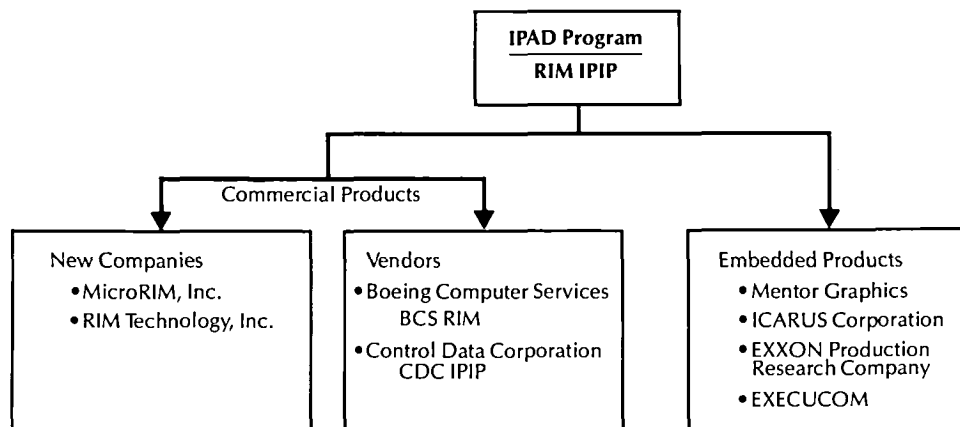 IPAD Program
RIM IPIP
Commercial Products
New Companies
•MicroRIM, Inc.
•RIM Technology, Inc.
Vendors
•Boeing Computer Services
BCS RIM
•Control Data Corporation
CDC IPIP
Embedded Products
•Mentor Graphics
•ICARUS Corporation
•EXXON Production
Research Company
•EXECUCOM